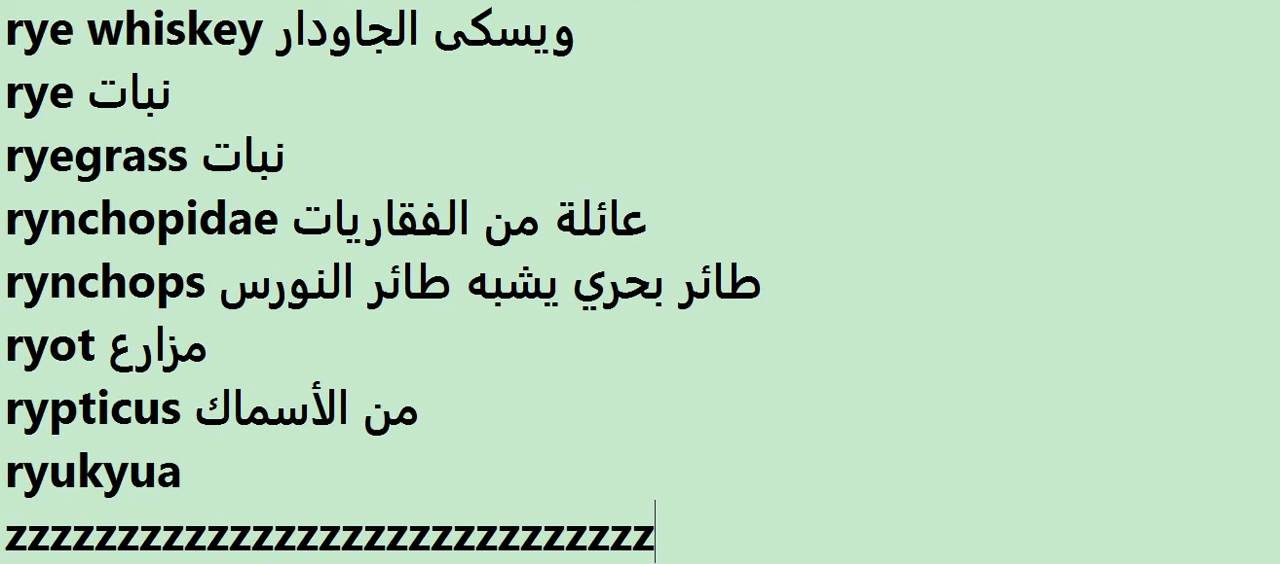 rye whiskey ويسكى الجاودار
rye نبات
ryegrass نبات
rynchopidae عائلة من الفقاريات
rynchops طائر بحري يشبه طائر النورس
ryot مزارع
rypticus من الأسماك
ryukyua
zzzzzzzzzzzzzzzzzzzzzzzzzzzzz